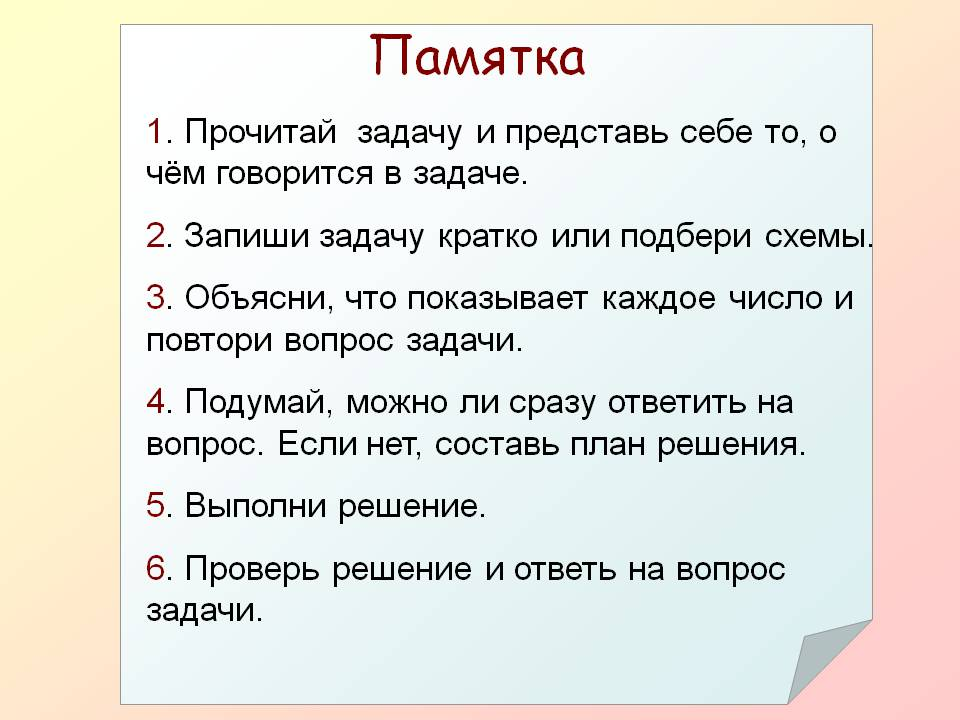 Памятка
1. Прочитай задачу и представь себе то, о
чём говорится в задаче.
2. Запиши задачу кратко или подбери схемы.
3. Объясни, что показывает каждое число и
повтори вопрос задачи.
4. Подумай, можно ли сразу ответить на
вопрос. Если нет, составь план решения.
5. Выполни решение.
6. Проверь решение и ответь на вопрос
задачи.